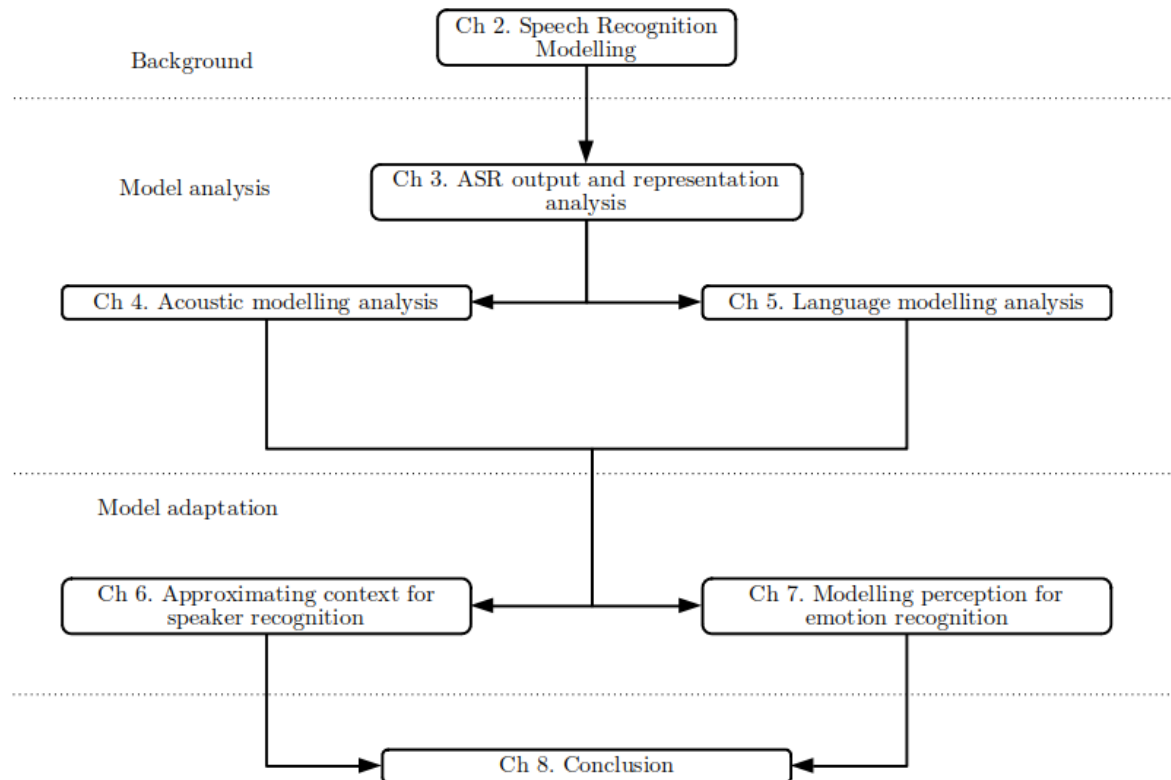 Ch 2. Speech Recognition
Modelling
Background
Ch 3. ASR output and representation
analysis
Model analysis
Ch 4. Acoustic modelling analysis
Ch 5. Language modelling analysis
Model adaptation
Ch 6. Approximating context for
speaker recognition
Ch 7. Modelling perception for
emotion recognition
Ch 8. Conclusion